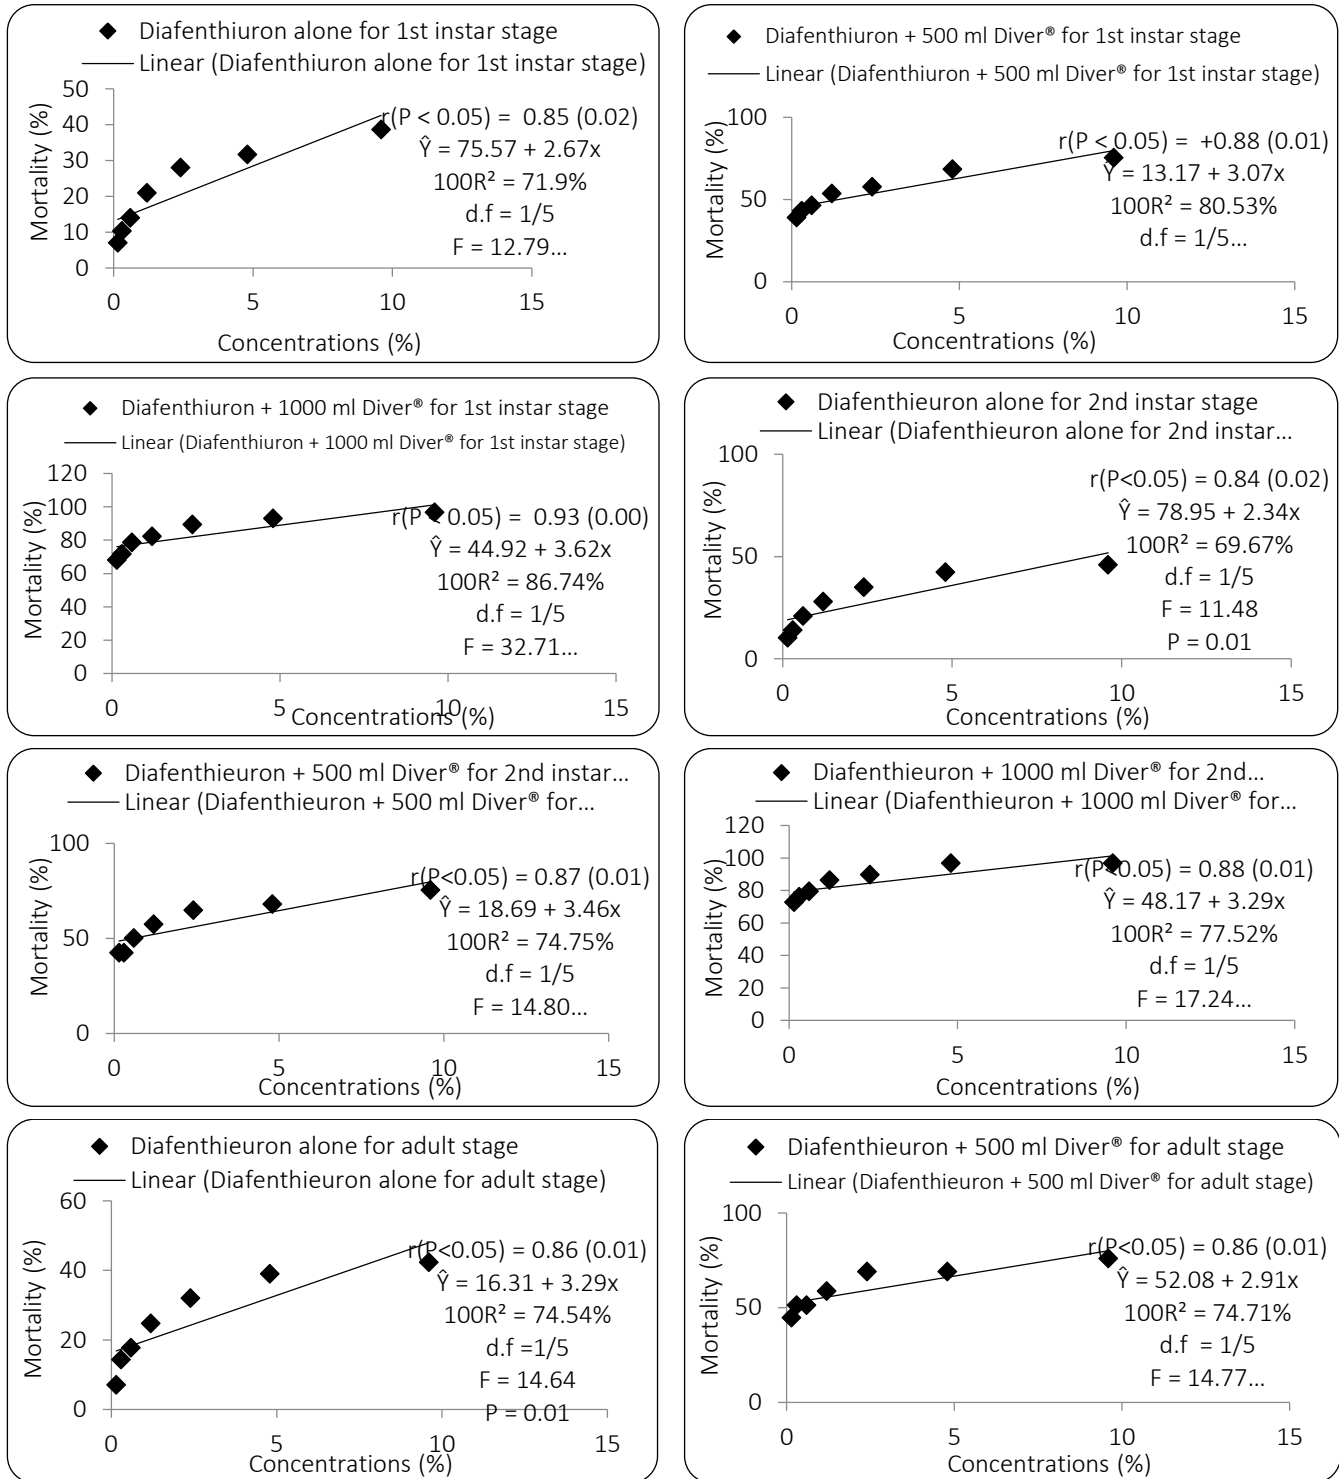 Diafenthiuron alone for 1st instar stage
Linear (Diafenthiuron alone for 1st instar stage)
50
40
30
20
10
0
Mortality (%)
r(P < 0.05) = 0.85 (0.02)
Ŷ = 75.57 + 2.67x
100R² = 71.9%
d.f = 1/5
F = 12.79...
0 5 10 15
Concentrations (%)
Diafenthiuron + 500 ml Diver® for 1st instar stage
Linear (Diafenthiuron + 500 ml Diver® for 1st instar stage)
100
50
0
Mortality (%)
r(P < 0.05) = +0.88 (0.01)
Ŷ = 13.17 + 3.07x
100R² = 80.53%
d.f = 1/5...
0 5 10 15
Concentrations (%)
Diafenthiuron + 1000 ml Diver® for 1st instar stage
Linear (Diafenthiuron + 1000 ml Diver® for 1st instar stage)
120
100
80
60
40
20
0
Mortality (%)
r(P < 0.05) = 0.93 (0.00)
Ŷ = 44.92 + 3.62x
100R² = 86.74%
d.f = 1/5
F = 32.71...
0 5 10 15
Concentrations (%)
Diafenthieuron alone for 2nd instar stage
Linear (Diafenthieuron alone for 2nd instar...
100
50
0
Mortality (%)
r(P<0.05) = 0.84 (0.02)
Ŷ = 78.95 + 2.34x
100R² = 69.67%
d.f = 1/5
F = 11.48
P = 0.01
0 5 10 15
Concentrations (%)
Diafenthieuron + 500 ml Diver® for 2nd instar...
Linear (Diafenthieuron + 500 ml Diver® for...
100
50
0
Mortality (%)
r(P<0.05) = 0.87 (0.01)
Ŷ = 18.69 + 3.46x
100R² = 74.75%
d.f = 1/5
F = 14.80...
0 5 10 15
Concentrations (%)
Diafenthieuron + 1000 ml Diver® for 2nd...
Linear (Diafenthieuron + 1000 ml Diver® for...
120
100
80
60
40
20
0
Mortality (%)
r(P<0.05) = 0.88 (0.01)
Ŷ = 48.17 + 3.29x
100R² = 77.52%
d.f = 1/5
F = 17.24...
0 5 10 15
Concentrations (%)
Diafenthieuron alone for adult stage
Linear (Diafenthieuron alone for adult stage)
60
40
20
0
Mortality (%)
r(P<0.05) = 0.86 (0.01)
Ŷ = 16.31 + 3.29x
100R² = 74.54%
d.f =1/5
F = 14.64
P = 0.01
0 5 10 15
Concentrations (%)
Diafenthieuron + 500 ml Diver® for adult stage
Linear (Diafenthieuron + 500 ml Diver® for adult stage)
100
50
0
Mortality (%)
r(P<0.05) = 0.86 (0.01)
Ŷ = 52.08 + 2.91x
100R² = 74.71%
d.f = 1/5
F = 14.77...
0 5 10 15
Concentrations (%)